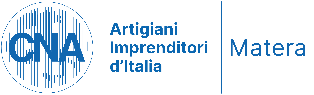 CNA
Artigiani
Imprenditori
d'Italia
Matera